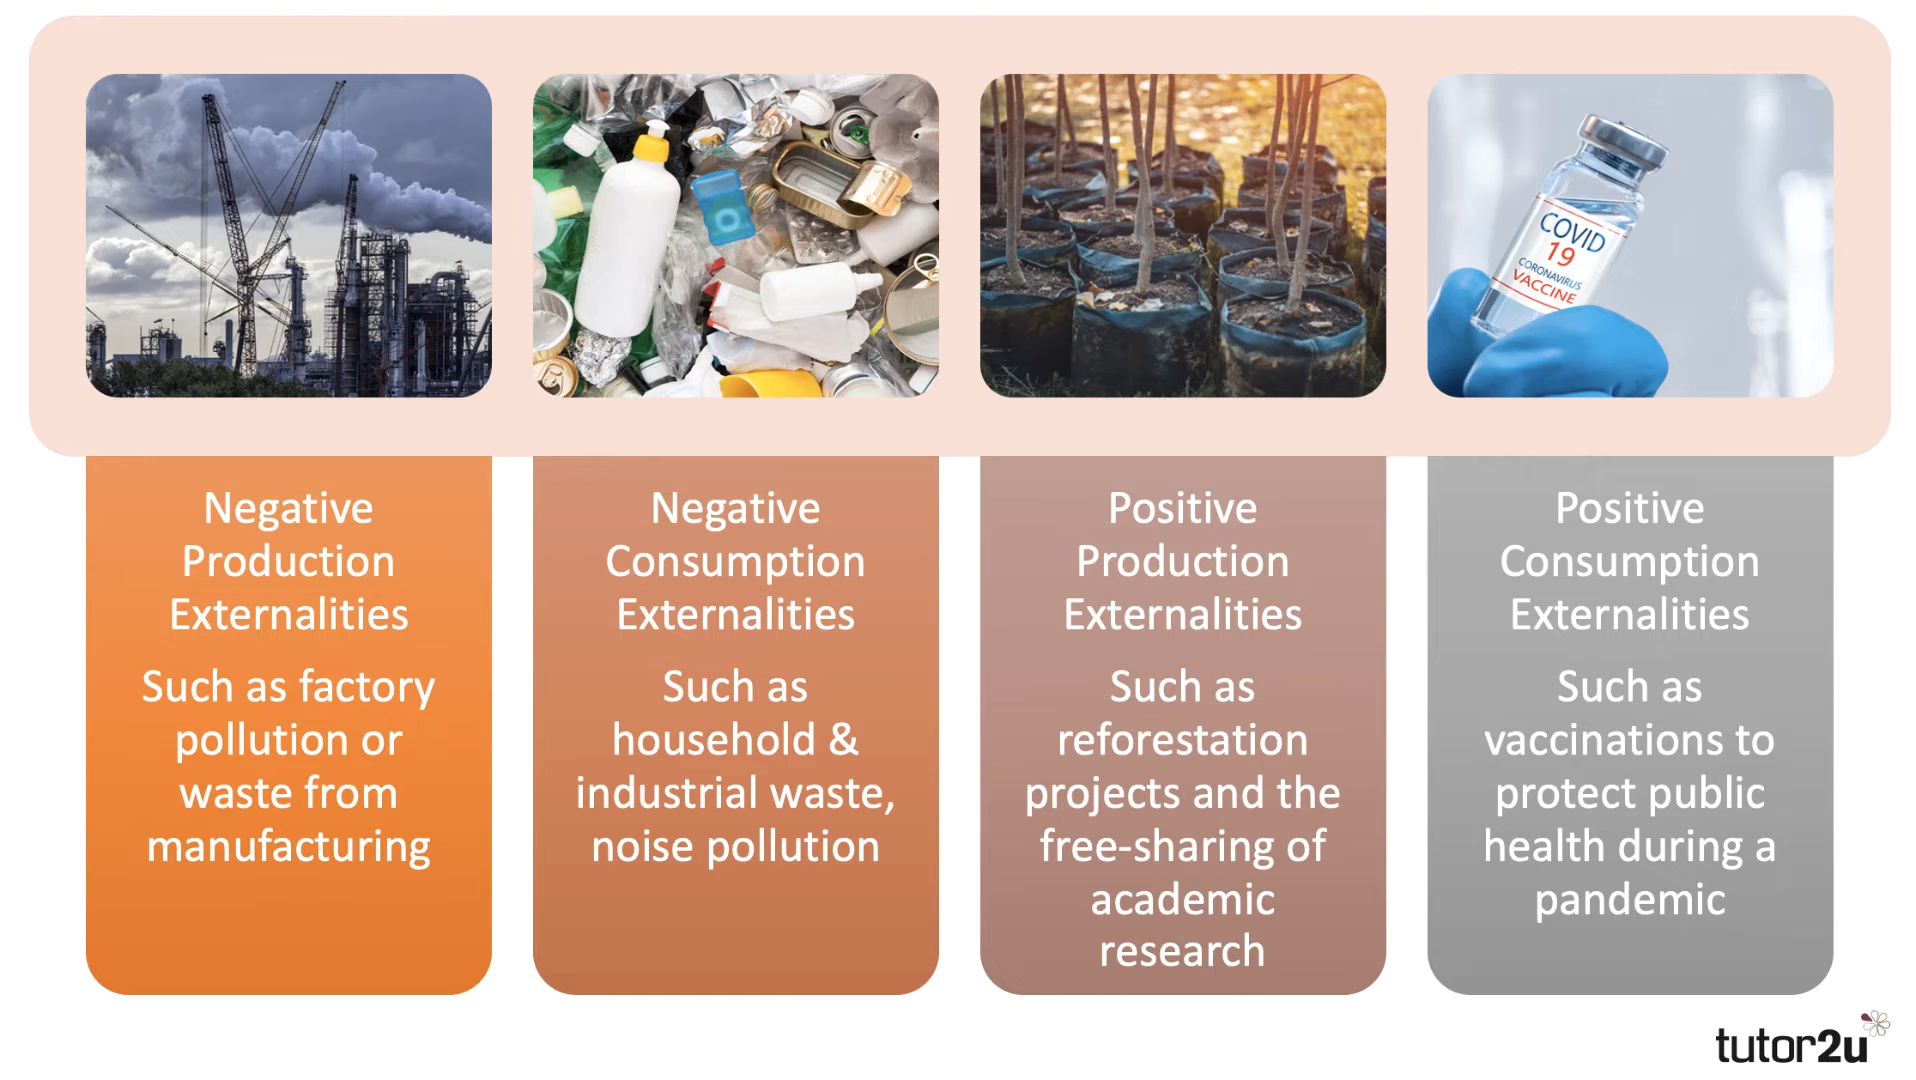 COVID
19
CORONAVIRUS
VACCINE
Negative
Production
Externalities
Such as factory
pollution or
waste from
manufacturing
Negative
Consumption
Externalities
Such as
household &
industrial waste,
noise pollution
Positive
Production
Externalities
Such as
reforestation
projects and the
free-sharing of
academic
research
Positive
Consumption
Externalities
Such as
vaccinations to
protect public
health during a
pandemic
tutor2u